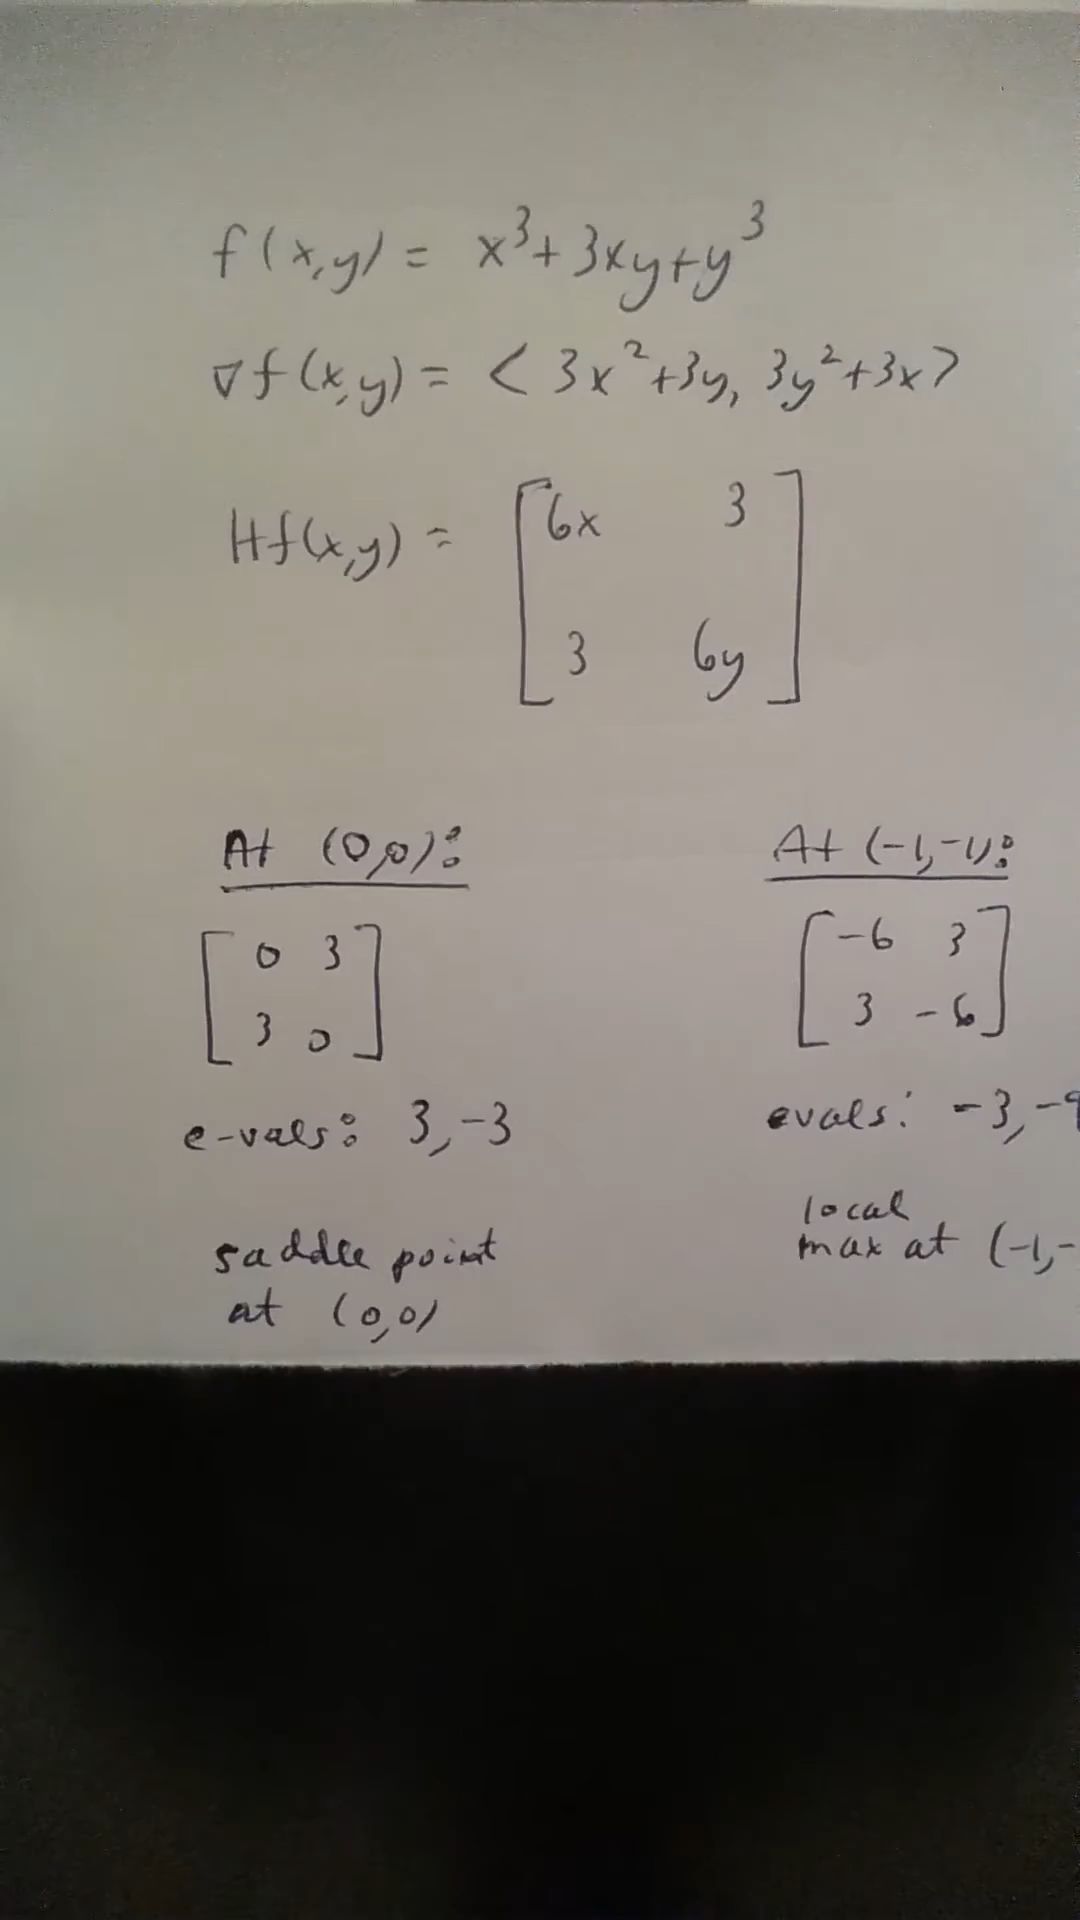 f(x,y) = x³+3xy+y³
∇f(x,y) = < 3x²+3y, 3y²+3x>
Hf(x,y) = [6x 3
3 6y]
At (0,0):
[0 3
3 0]
e-vals: 3,-3
saddle point
at (0,0)
At (-1,-1):
[-6 3
3 -6]
evals: -3,-9
local
max at (-1,-